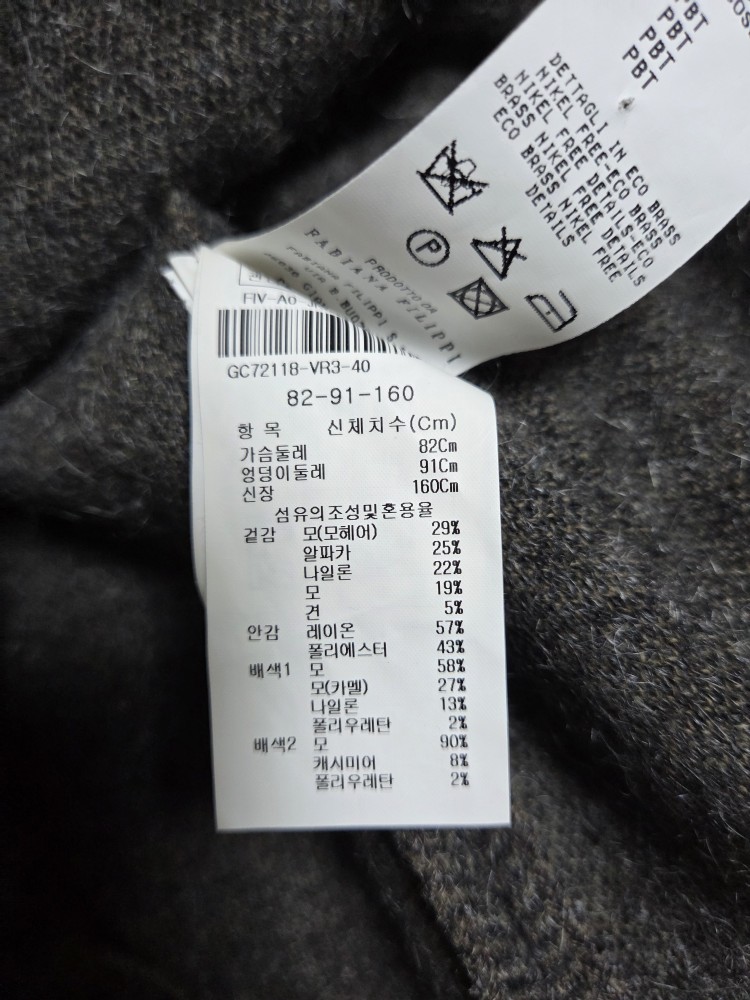 PBT
PBT
PBT
PBT
DETTAGLI IN ECO BRASS
NIKEL FREE-ECO BRASS
NIKEL FREE DETAILS-ECO
BRASS NIKEL FREE DETAILS
ECO BRASS NIKEL FREE
DETAILS
P
PRODOTTO DA
FABIANA FILIPPI
FABIANA FILIPPI
GC72118-VR3-40
82-91-160
항 목 신체치수(Cm)
가슴둘레 82Cm
엉덩이둘레 91Cm
신장 160Cm
섬유의조성및혼용율
겉감 모(모헤어) 29%
알파카 25%
나일론 22%
모 19%
견 5%
안감 레이온 57%
폴리에스터 43%
배색1 모 58%
모(카멜) 27%
나일론 13%
폴리우레탄 2%
배색2 모 90%
캐시미어 8%
폴리우레탄 2%